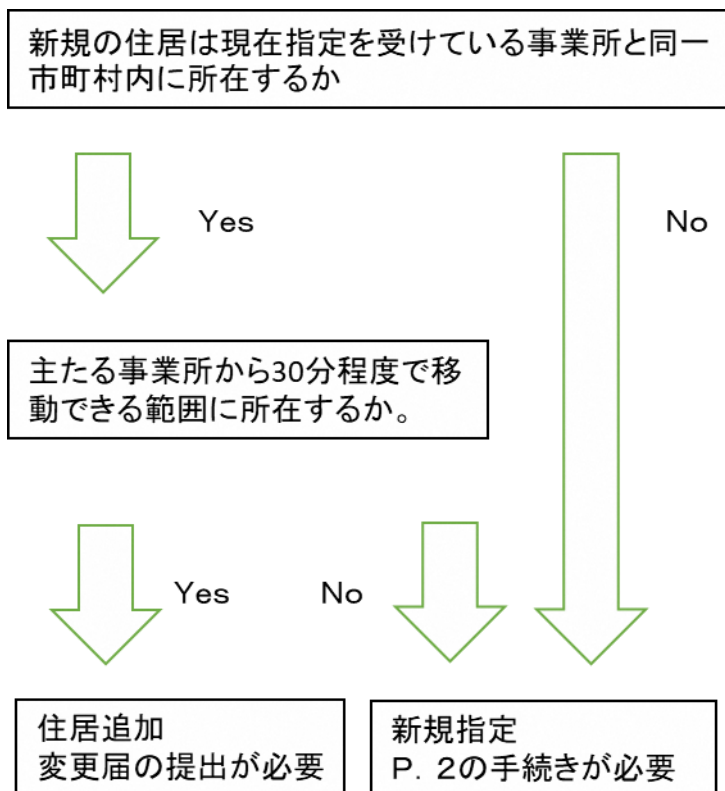 新規の住居は現在指定を受けている事業所と同一
市町村内に所在するか
Yes
No
主たる事業所から30分程度で移
動できる範囲に所在するか。
Yes
No
住居追加
変更届の提出が必要
新規指定
P．2の手続きが必要